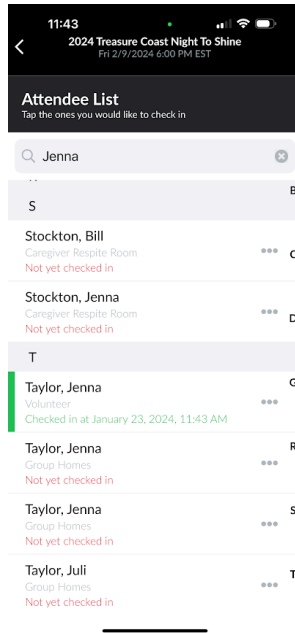 11:43
2024 Treasure Coast Night To Shine
Fri 2/9/2024 6:00 PM EST
Attendee List
Tap the ones you would like to check in
Jenna
B
S
Stockton, Bill
Caregiver Respite Room
Not yet checked in
C
Stockton, Jenna
Caregiver Respite Room
Not yet checked in
D
T
G
Taylor, Jenna
Volunteer
Checked in at January 23, 2024, 11:43 AM
R
Taylor, Jenna
Group Homes
Not yet checked in
S
Taylor, Jenna
Group Homes
Not yet checked in
T
Taylor, Juli
Group Homes
Not yet checked in